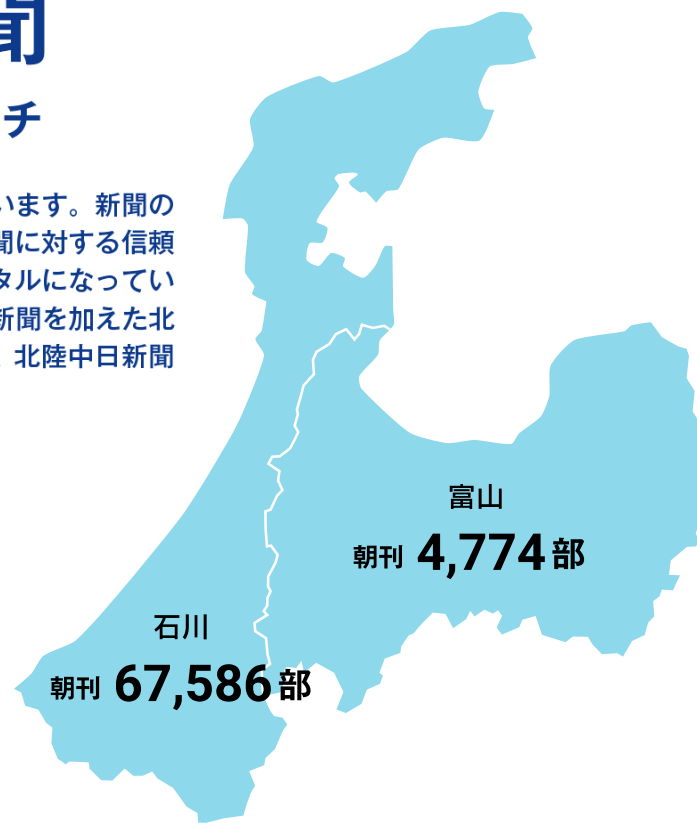 聞
チ
います。新聞の
聞に対する信頼
タルになってい
新聞を加えた北
北陸中日新聞
富山
朝刊 4,774部
石川
朝刊 67,586部